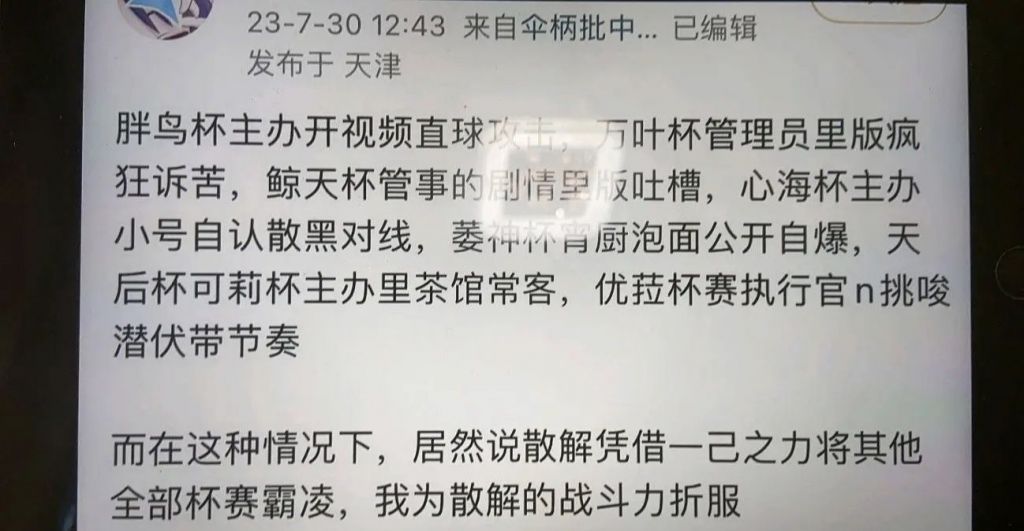 23-7-30 12:43 来自伞柄批中... 已编辑
发布于 天津
胖鸟杯主办开视频直球攻击，万叶杯管理员里版疯
狂诉苦，鲸天杯管事的剧情里版吐槽，心海杯主办
小号自认散黑对线，萎神杯宵厨泡面公开自爆，天
后杯可莉杯主办里茶馆常客，优菈杯赛执行官n挑唆
潜伏带节奏
而在这种情况下，居然说散解凭借一己之力将其他
全部杯赛霸凌，我为散解的战斗力折服